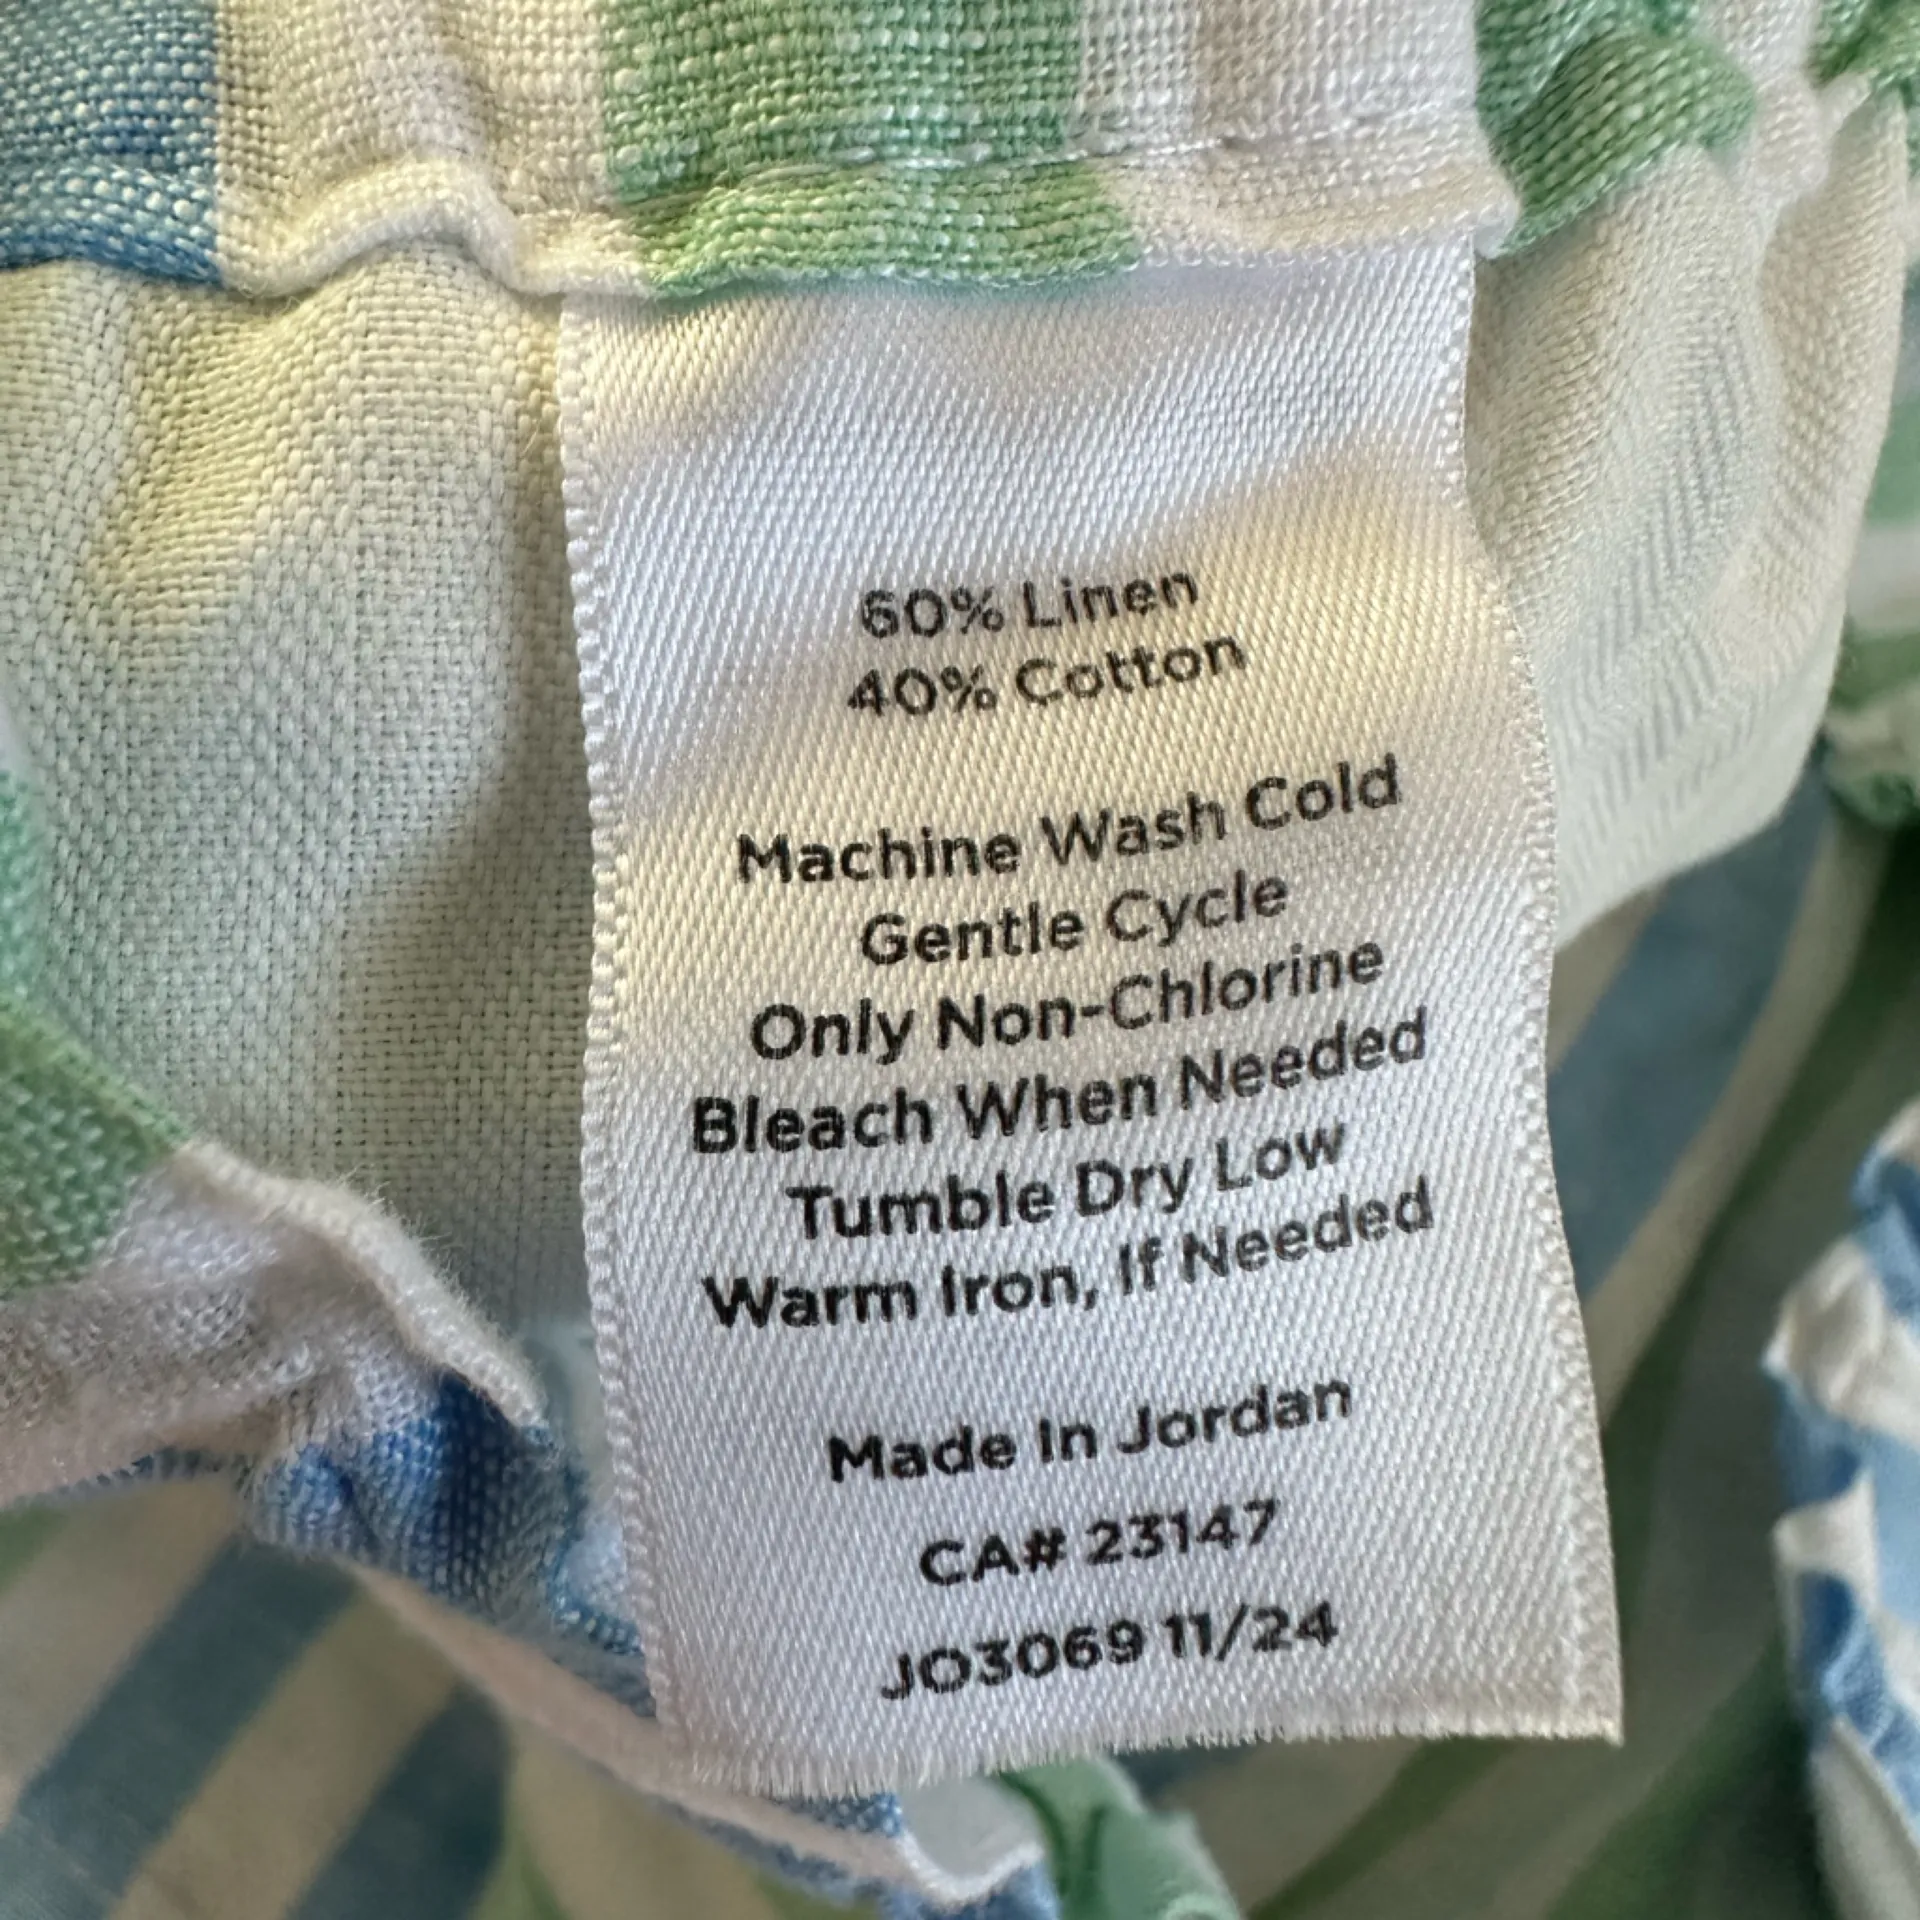 60% Linen
40% Cotton
Machine Wash Cold
Gentle Cycle
Only Non-Chlorine
Bleach When Needed
Tumble Dry Low
Warm Iron, If Needed
Made In Jordan
CA# 23147
JO3069 11/24